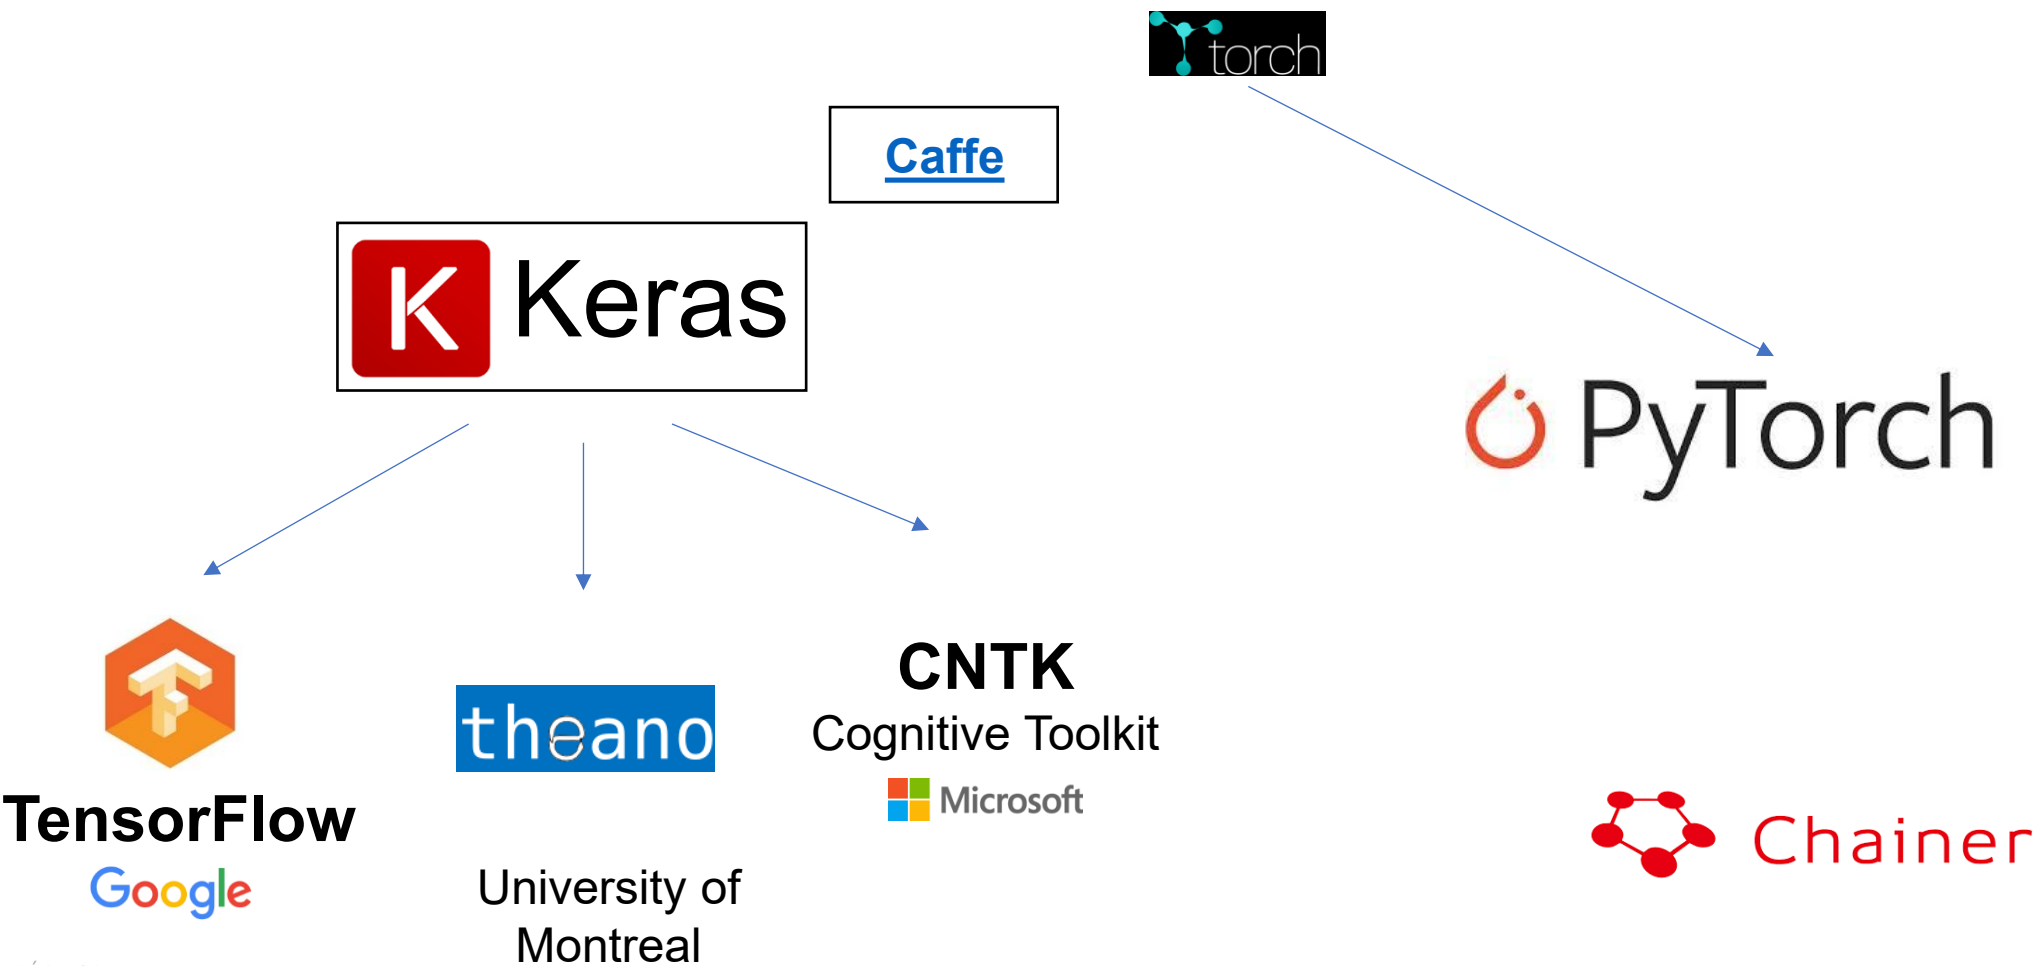 torch
Caffe
K Keras
PyTorch
TensorFlow
Google
theano
University of
Montreal
CNTK
Cognitive Toolkit
Microsoft
Chainer